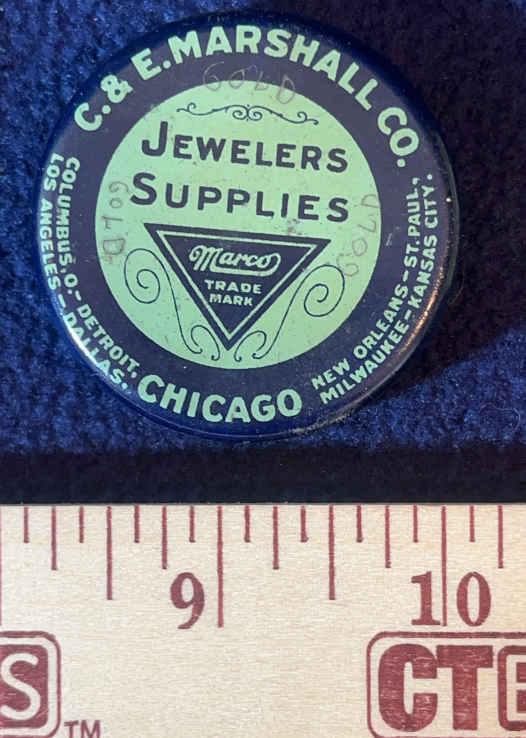 C. & E. MARSHALL CO.
GOLD
JEWELERS
SUPPLIES
GOLD
GOLD
Marco
TRADE
MARK
COLUMBUS, O.- DETROIT,
LOS ANGELES-DALLAS,
CHICAGO
NEW ORLEANS-ST. PAUL,
MILWAUKEE-KANSAS CITY.
9
10
S
TM
CT